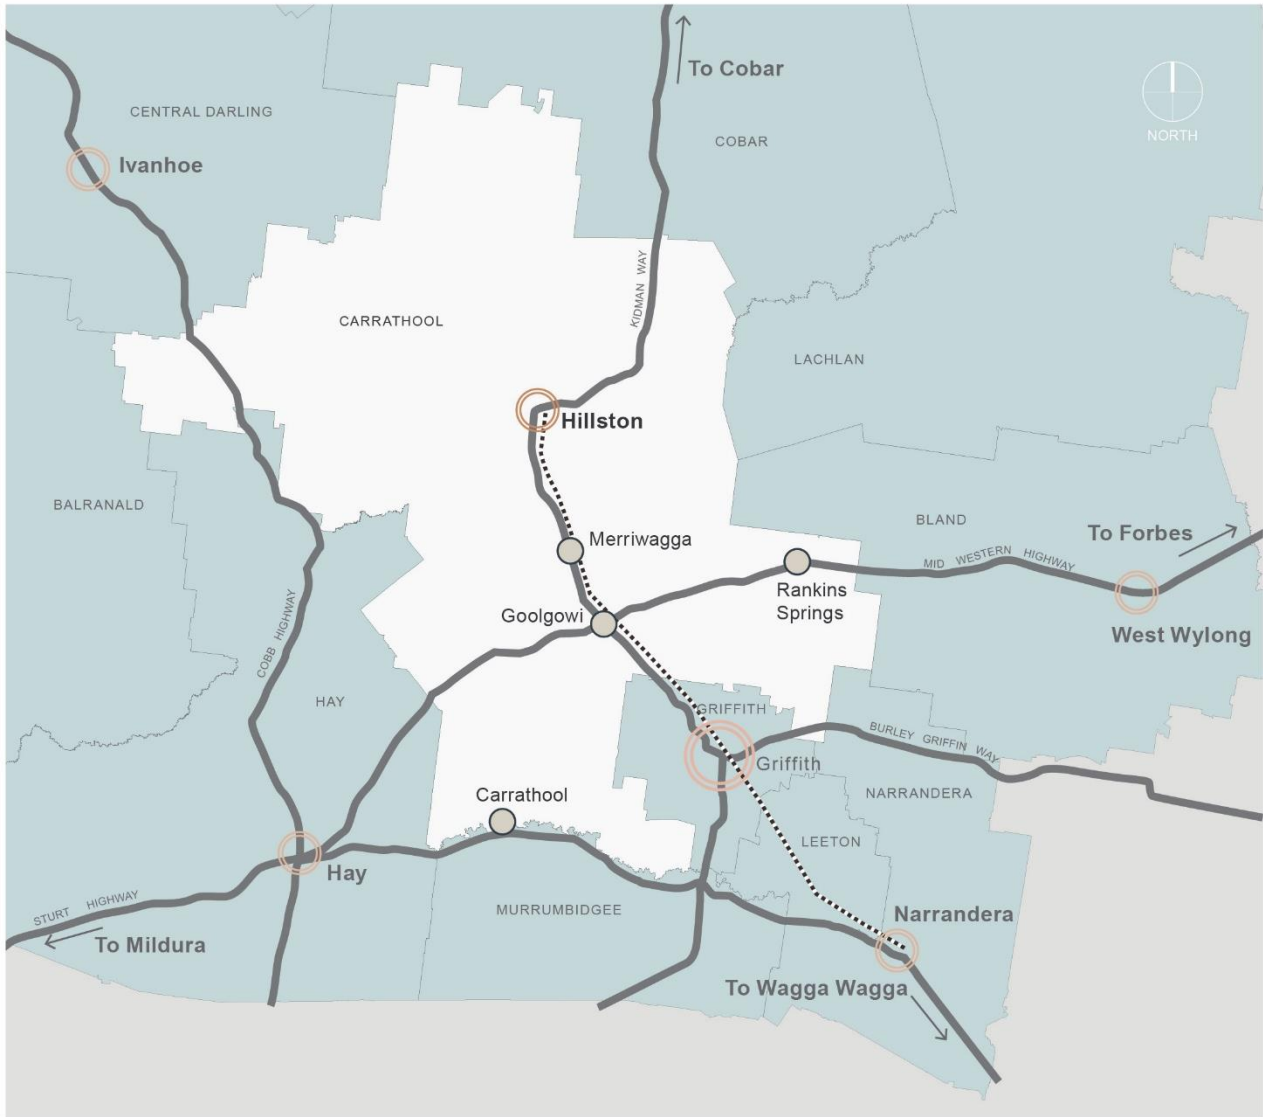 To Cobar
CENTRAL DARLING
COBAR
NORTH
Ivanhoe
KIDMAN WAY
CARRATHOOL
LACHLAN
Hillston
BALRANALD
BLAND
To Forbes
Merriwagga
MID WESTERN HIGHWAY
Rankins
Springs
Goolgowi
West Wylong
COBB HIGHWAY
HAY
GRIFFITH
BURLEY GRIFFIN WAY
Griffith
Carrathool
NARRANDERA
LEETON
Hay
STURT HIGHWAY
MURRUMBIDGEE
Narrandera
To Mildura
To Wagga Wagga